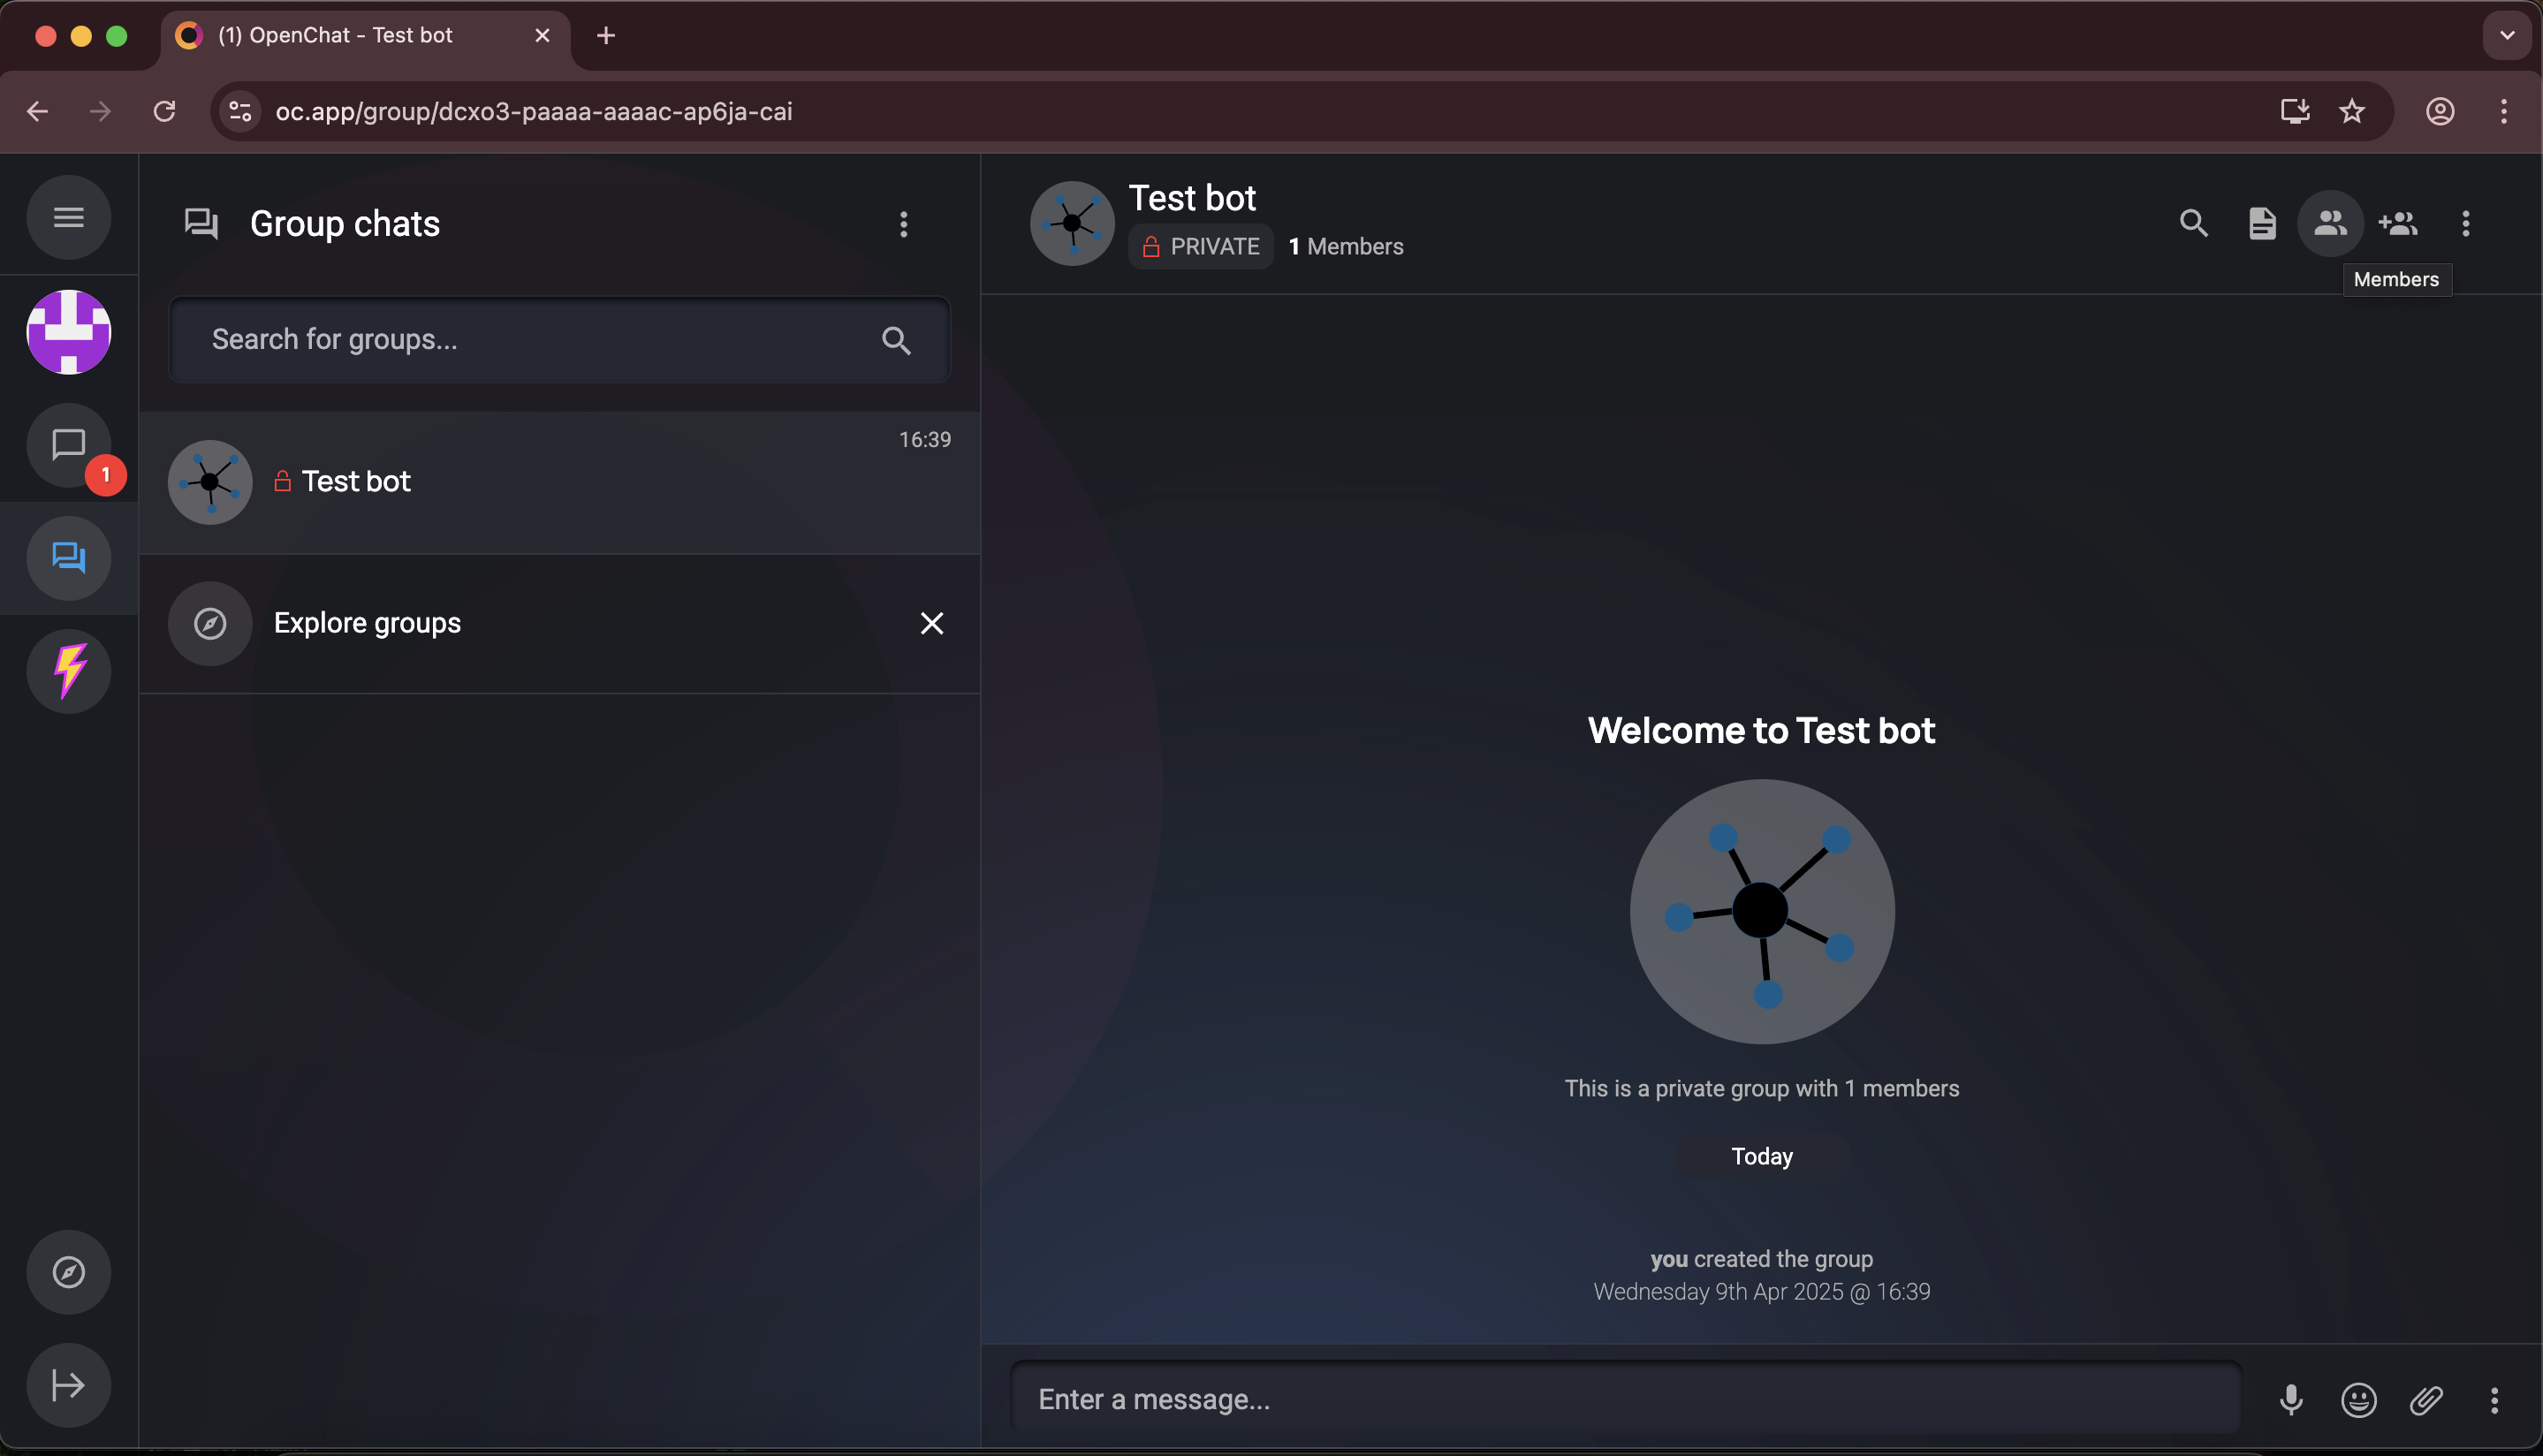 (1) OpenChat - Test bot
oc.app/group/dcxo3-paaaa-aaaac-ap6ja-cai
Group chats
Search for groups...
16:39
Test bot
Explore groups
1
Test bot
PRIVATE 1 Members
Members
Welcome to Test bot
This is a private group with 1 members
Today
you created the group
Wednesday 9th Apr 2025 @ 16:39
Enter a message...